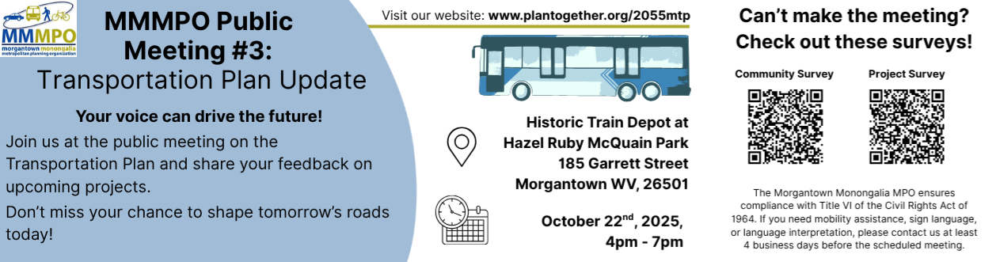 MMMPO
morgantown monongalia
metropolitan planning organization
MMMPO Public
Meeting #3:
Transportation Plan Update
Your voice can drive the future!
Join us at the public meeting on the
Transportation Plan and share your feedback on
upcoming projects.
Don’t miss your chance to shape tomorrow’s roads
today!
Visit our website: www.plantogether.org/2055mtp
Historic Train Depot at
Hazel Ruby McQuain Park
185 Garrett Street
Morgantown WV, 26501
October 22nd, 2025,
4pm - 7pm
Can’t make the meeting?
Check out these surveys!
Community Survey
Project Survey
The Morgantown Monongalia MPO ensures
compliance with Title VI of the Civil Rights Act of
1964. If you need mobility assistance, sign language,
or language interpretation, please contact us at least
4 business days before the scheduled meeting.